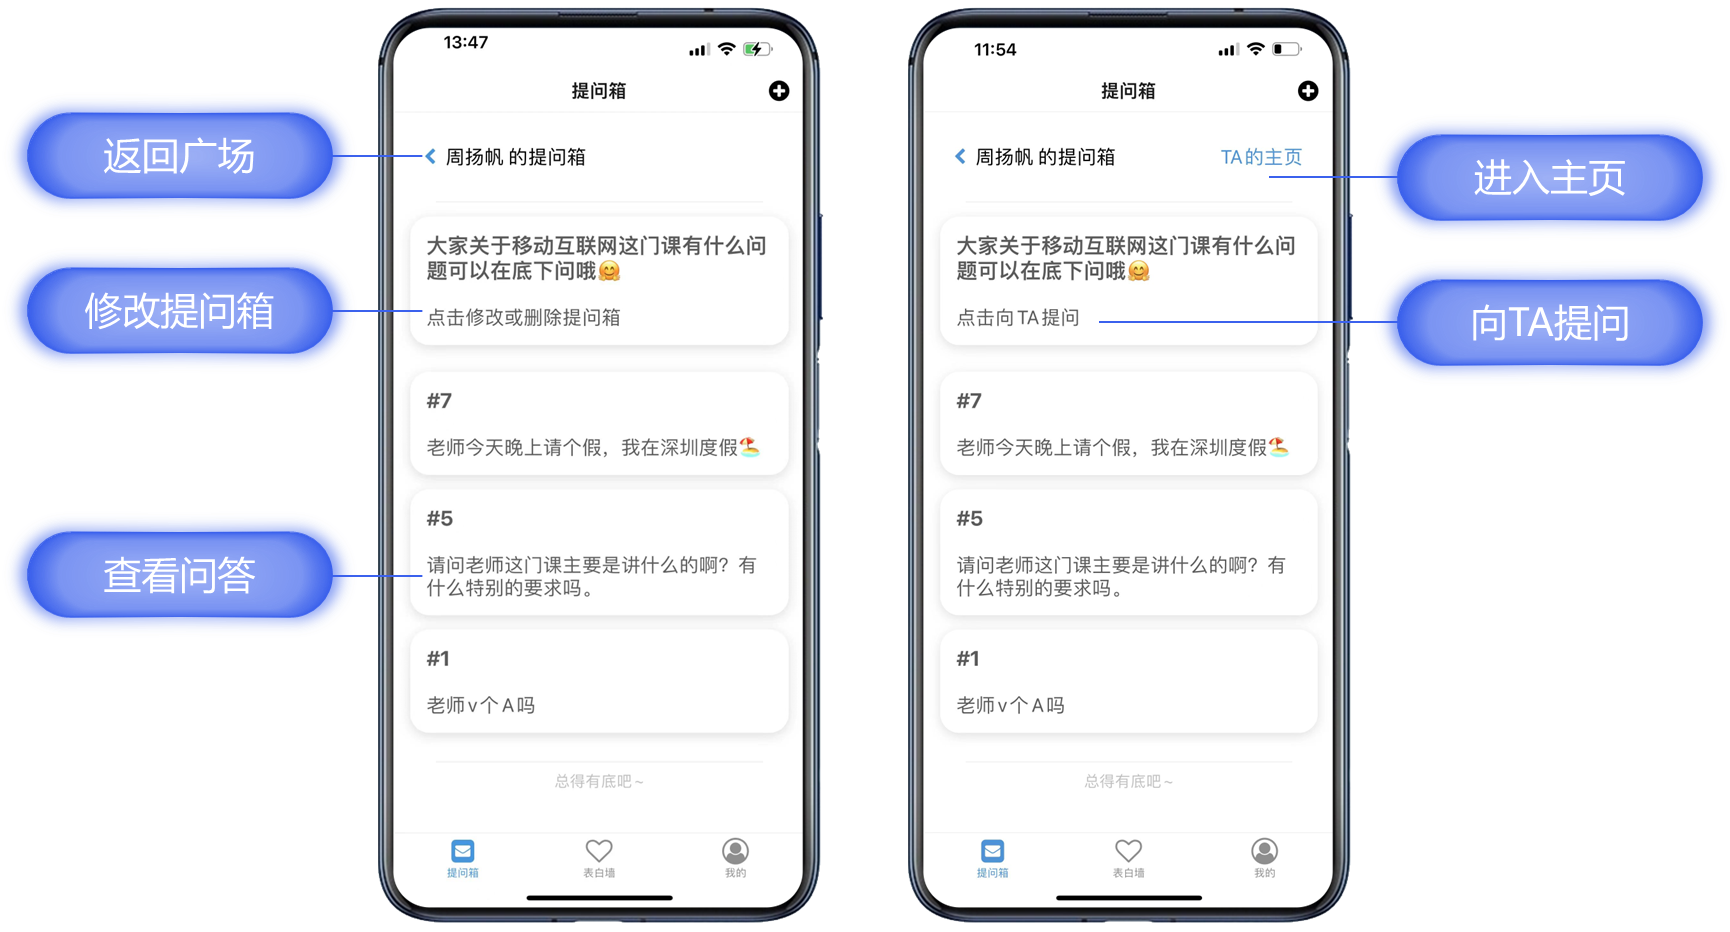 返回广场
修改提问箱
查看问答
13:47
提问箱
周扬帆 的提问箱
大家关于移动互联网这门课有什么问
题可以在底下问哦🤗
点击修改或删除提问箱
#7
老师今天晚上请个假，我在深圳度假🏖️
#5
请问老师这门课主要是讲什么的啊？有
什么特别的要求吗。
#1
老师v个A吗
总得有底吧~
提问箱
表白墙
我的
11:54
提问箱
周扬帆 的提问箱
TA的主页
大家关于移动互联网这门课有什么问
题可以在底下问哦🤗
点击向TA提问
#7
老师今天晚上请个假，我在深圳度假🏖️
#5
请问老师这门课主要是讲什么的啊？有
什么特别的要求吗。
#1
老师v个A吗
总得有底吧~
提问箱
表白墙
我的
进入主页
向TA提问